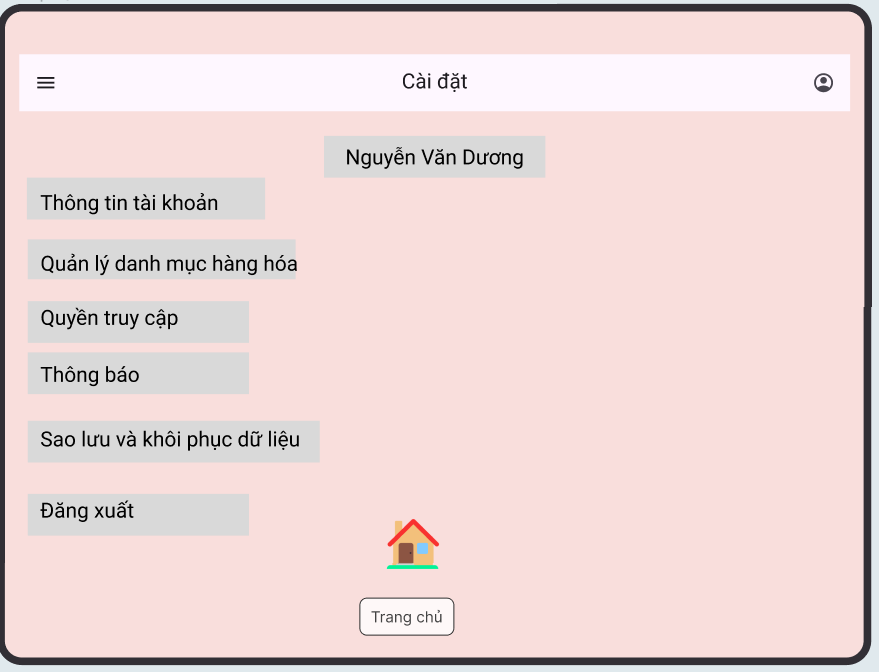 Cài đặt
Nguyễn Văn Dương
Thông tin tài khoản
Quản lý danh mục hàng hóa
Quyền truy cập
Thông báo
Sao lưu và khôi phục dữ liệu
Đăng xuất
Trang chủ